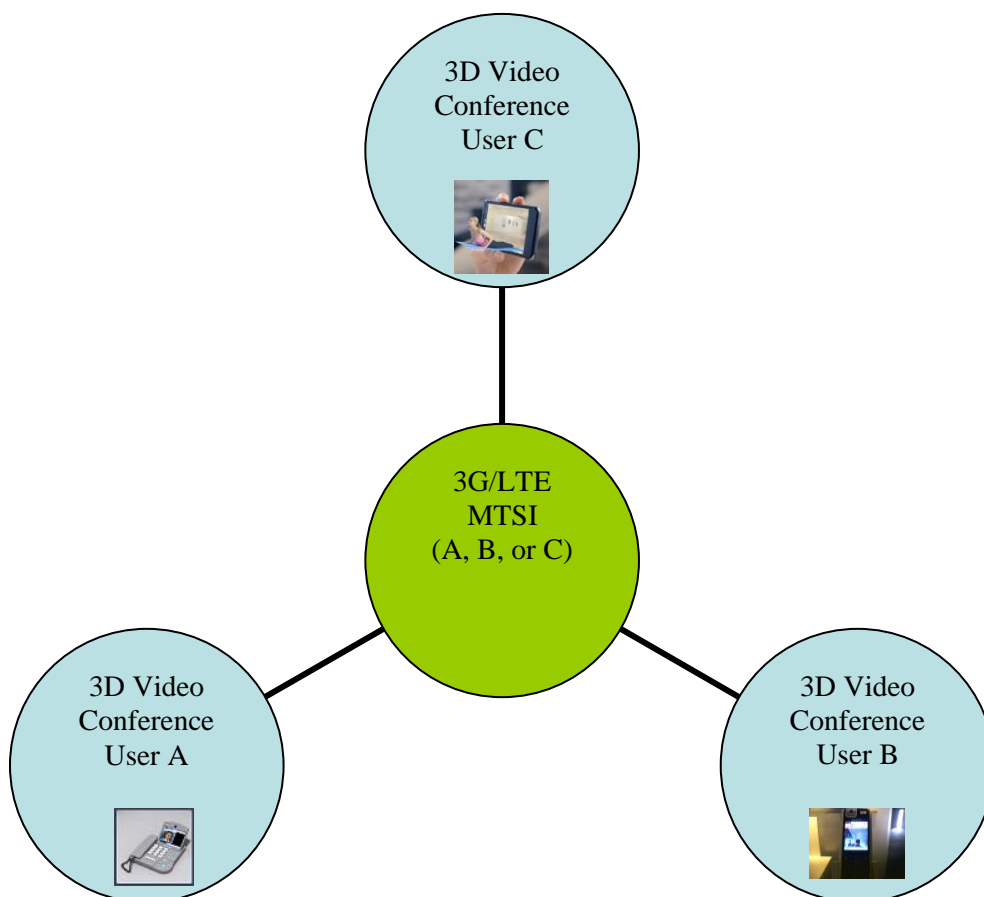 3D Video
Conference
User C
3G/LTE
MTSI
(A, B, or C)
3D Video
Conference
User A
3D Video
Conference
User B